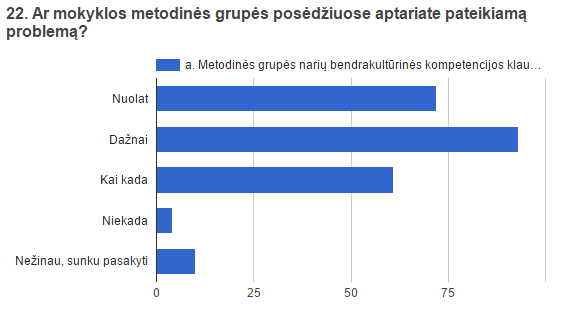 22. Ar mokyklos metodinės grupės posėdžiuose aptariate pateikiamą
problemą?
a. Metodinės grupės narių bendrakultūrinės kompetencijos klau…
Nuolat
Dažnai
Kai kada
Niekada
Nežinau, sunku pasakyti
0 25 50 75